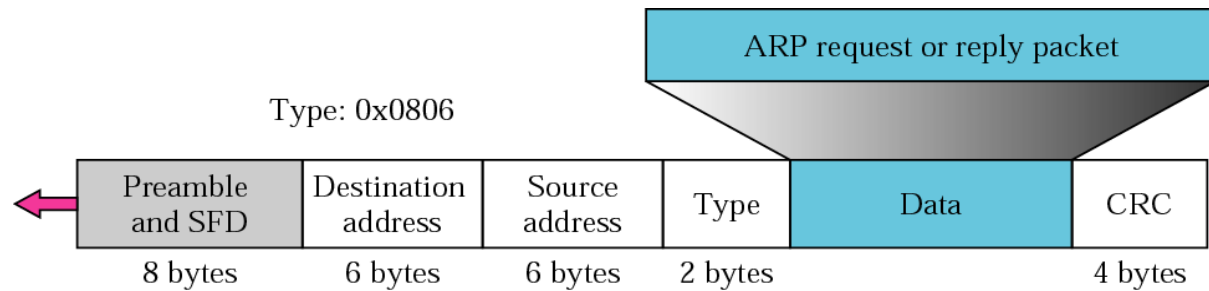 ARP request or reply packet
Type: 0x0806
Preamble
and SFD
Destination
address
Source
address
Type
Data
CRC
8 bytes
6 bytes
6 bytes
2 bytes
4 bytes